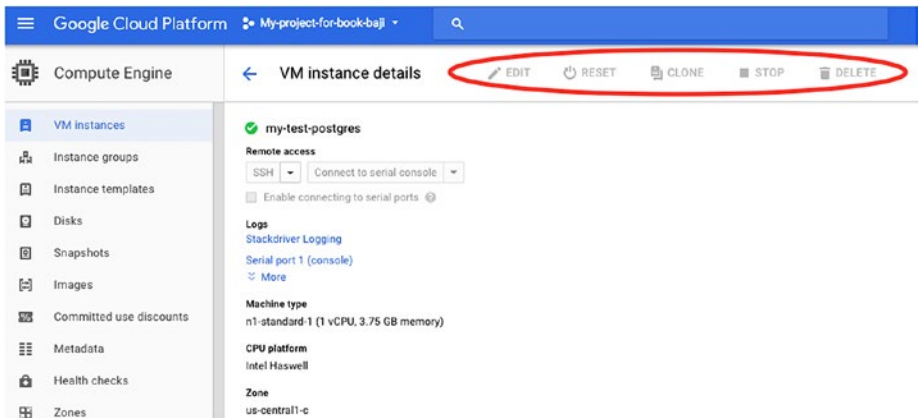 Google Cloud Platform My-project-for-book-baji
Compute Engine
VM instance details EDIT RESET CLONE STOP DELETE
VM instances
Instance groups
Instance templates
Disks
Snapshots
Images
Committed use discounts
Metadata
Health checks
Zones
my-test-postgres
Remote access
SSH Connect to serial console
Enable connecting to serial ports
Logs
Stackdriver Logging
Serial port 1 (console)
More
Machine type
n1-standard-1 (1 vCPU, 3.75 GB memory)
CPU platform
Intel Haswell
Zone
us-central1-c